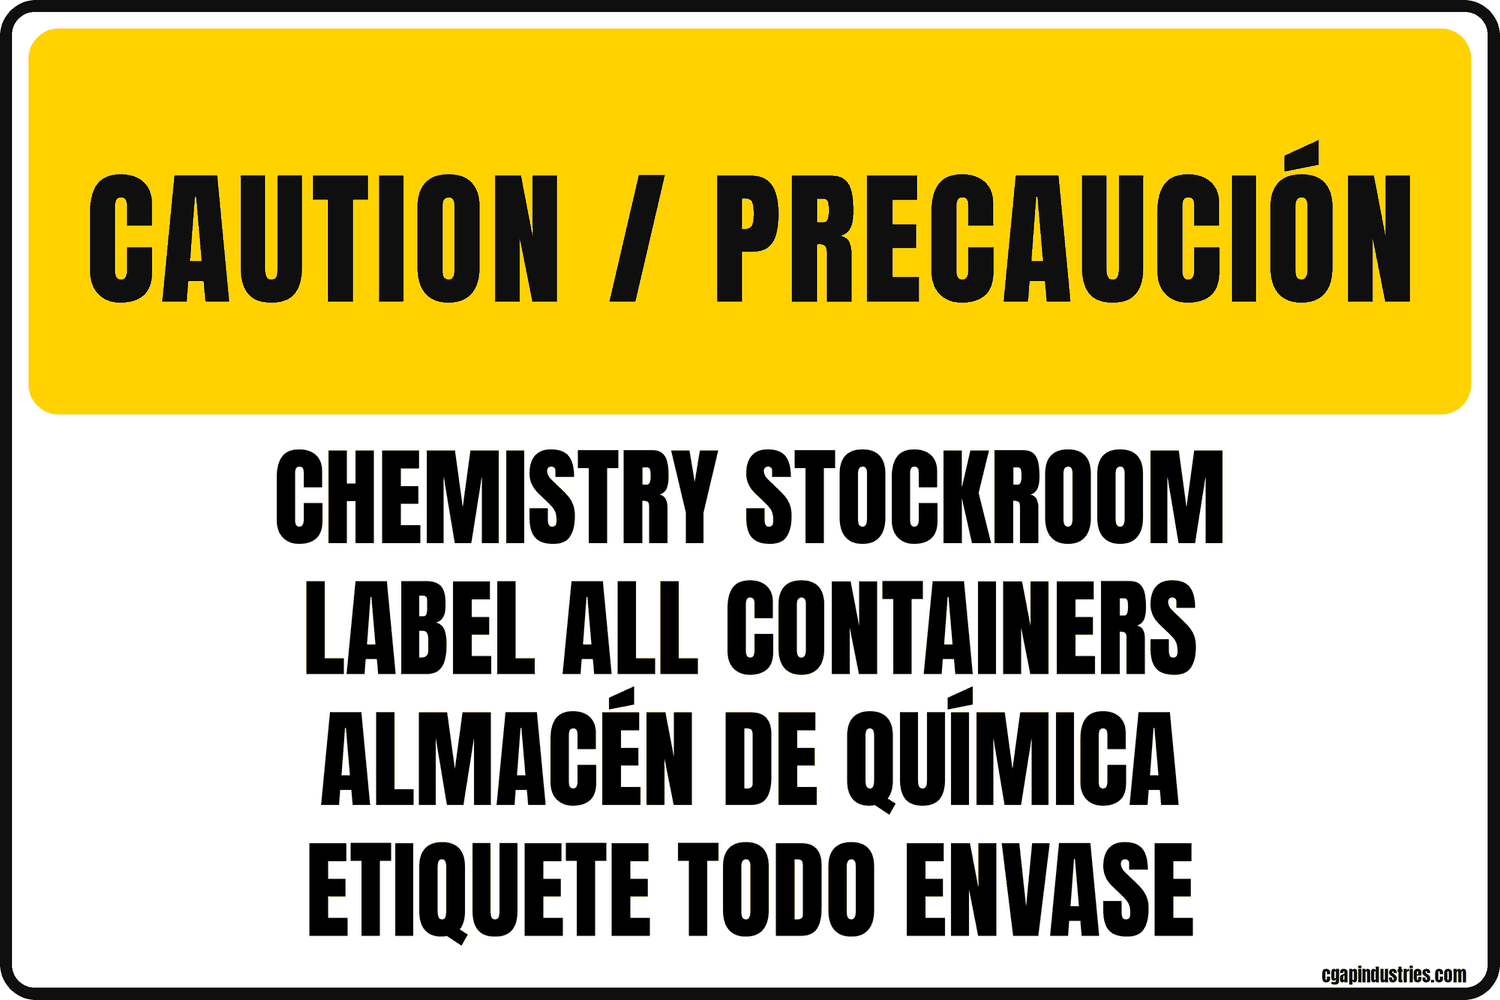 CAUTION / PRECAUCIÓN
CHEMISTRY STOCKROOM
LABEL ALL CONTAINERS
ALMACÉN DE QUÍMICA
ETIQUETE TODO ENVASE
cgapindustries.com